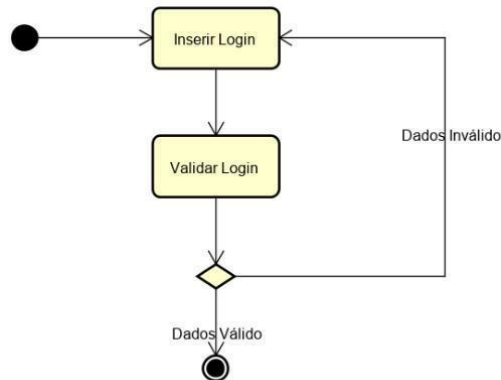 Inserir Login
Dados Inválido
Validar Login
Dados Válido